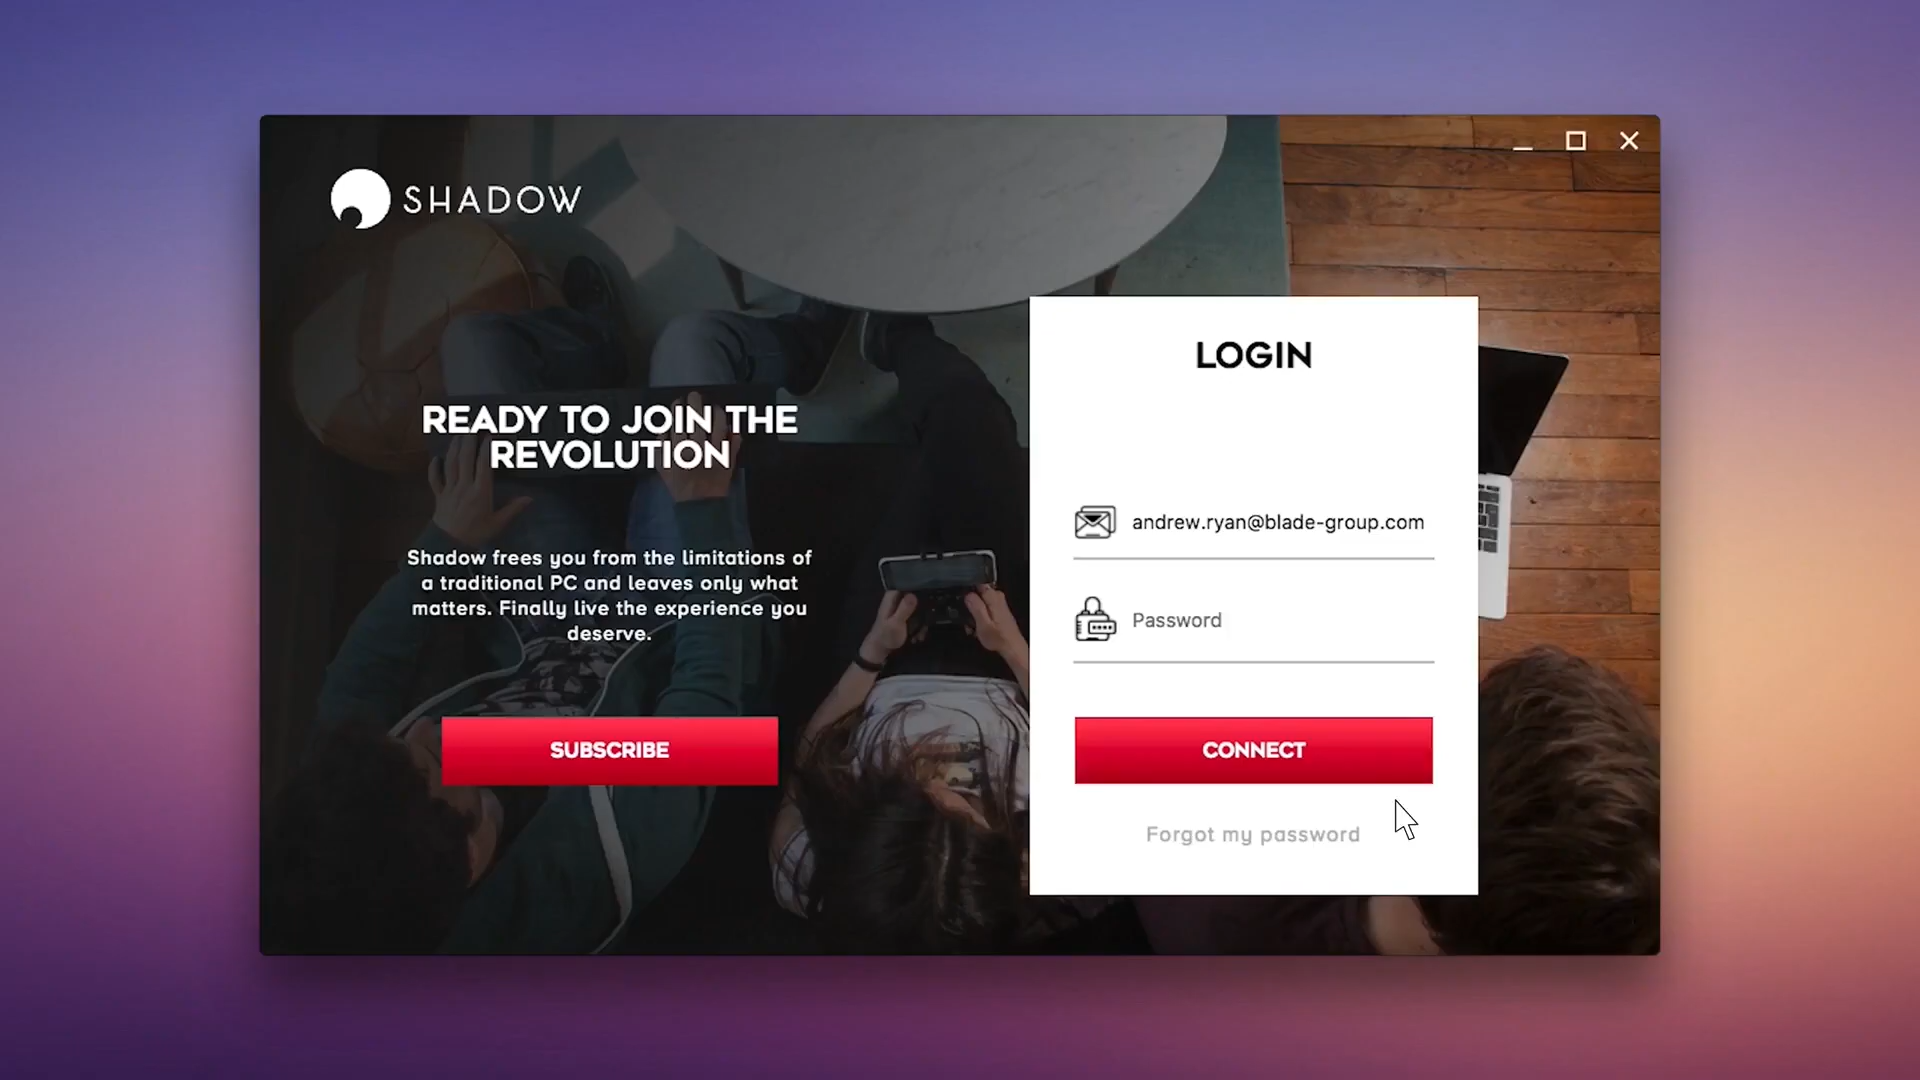 SHADOW
READY TO JOIN THE
REVOLUTION
Shadow frees you from the limitations of
a traditional PC and leaves only what
matters. Finally live the experience you
deserve.
SUBSCRIBE
LOGIN
andrew.ryan@blade-group.com
Password
CONNECT
Forgot my password